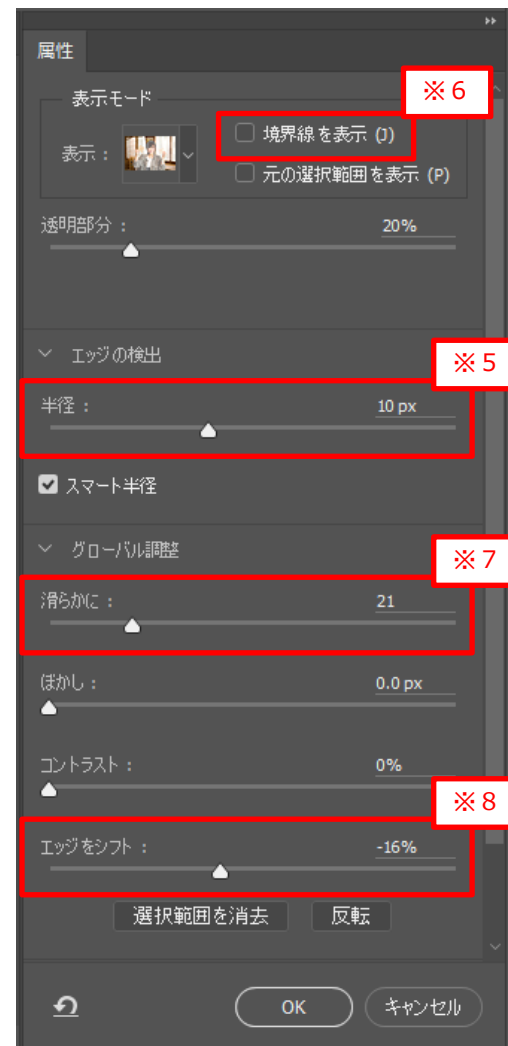 属性
※6
表示モード
表示：
境界線を表示 (J)
元の選択範囲を表示 (P)
透明部分：
20%
エッジの検出
※5
半径：
10 px
スマート半径
グローバル調整
※7
滑らかに：
21
ぼかし：
0.0 px
コントラスト：
0%
※8
エッジをシフト：
-16%
選択範囲を消去
反転
OK
キャンセル